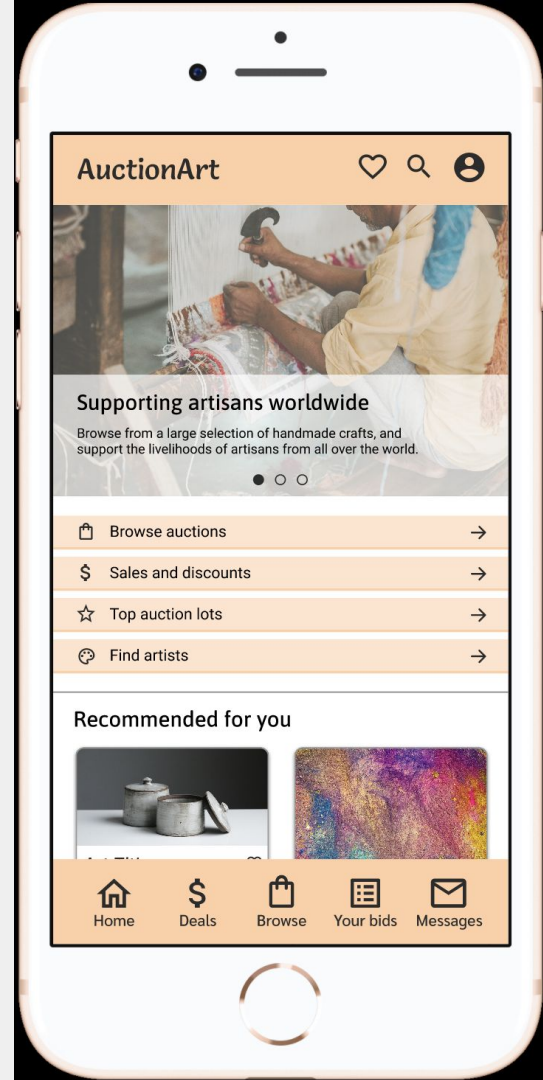 AuctionArt
Supporting artisans worldwide
Browse from a large selection of handmade crafts, and
support the livelihoods of artisans from all over the world.
Browse auctions
$ Sales and discounts
Top auction lots
Find artists
Recommended for you
$
Home Deals Browse Your bids Messages